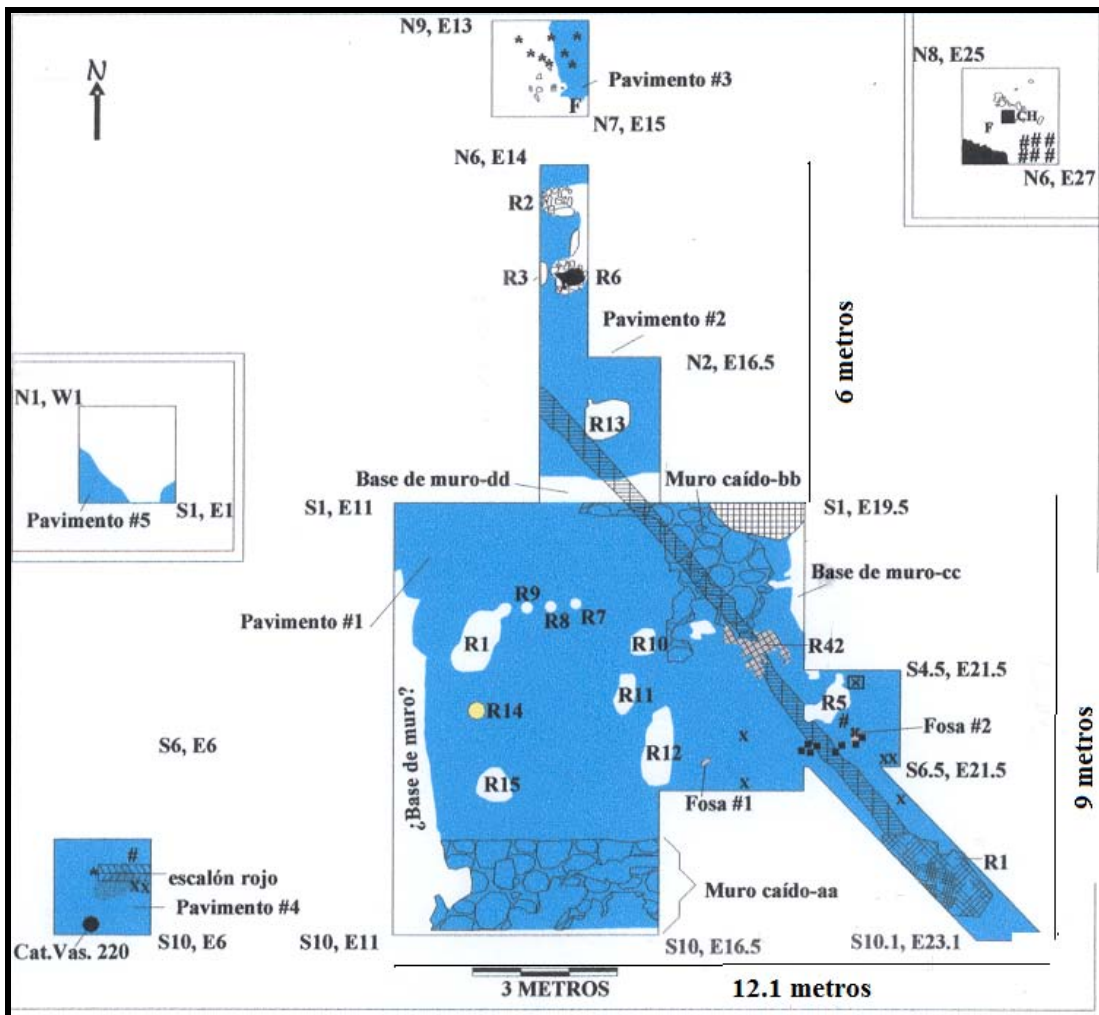 N9, E13
N8, E25
N
Pavimento #3
* * * * * * * *
F
CH
F
N7, E15
###
###
N6, E14
N6, E27
R2
R3
R6
6 metros
Pavimento #2
N2, E16.5
N1, W1
R13
Base de muro-dd
Muro caído-bb
S1, E1
S1, E11
S1, E19.5
Pavimento #5
Base de muro-cc
R9
R8
R7
Pavimento #1
R1
R10
R42
S4.5, E21.5
R11
R5
x
R14
#
Fosa #2
S6, E6
¿Base de muro?
R12
x
x
xx
S6.5, E21.5
R15
x
Fosa #1
x
9 metros
#
R1
*
escalón rojo
xx
Muro caído-aa
Pavimento #4
Cat.Vas. 220
S10, E6
S10, E11
S10, E16.5
S10.1, E23.1
3 METROS
12.1 metros